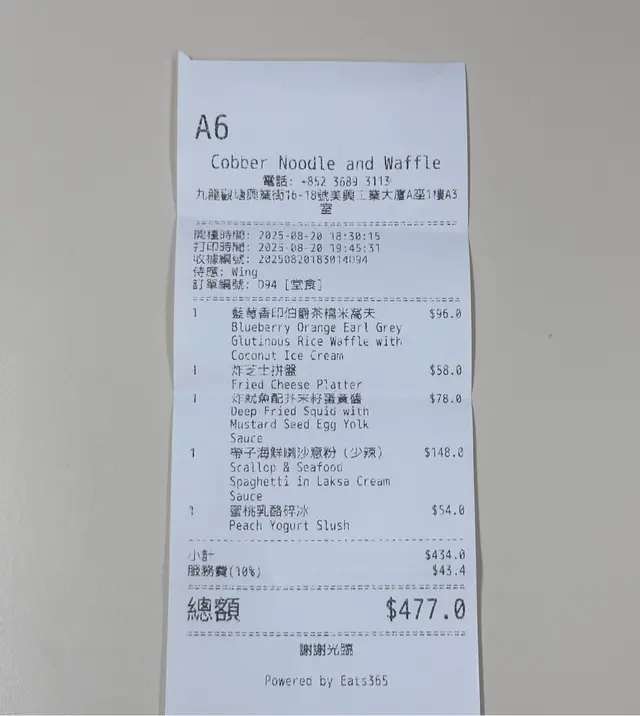 A6
Cobber Noodle and Waffle
電話: +852 3689 3113
九龍觀塘興業街16-18號美興工業大廈A座1樓A3
室
開檯時間: 2025-08-20 18:30:15
打印時間: 2025-08-20 19:45:31
收據編號: 20250820183014D94
侍應: Wing
訂單編號: D94 [堂食]
1 藍莓香印伯爵茶糯米窩夫 $96.0
Blueberry Orange Earl Grey
Glutinous Rice Waffle with
Coconut Ice Cream
1 炸芝士拼盤 $58.0
Fried Cheese Platter
1 炸魷魚配芥末籽蛋黃醬 $78.0
Deep-Fried Squid with
Mustard Seed Egg Yolk
Sauce
1 帶子海鮮喇沙意粉 (少辣) $148.0
Scallop & Seafood
Spaghetti in Laksa Cream
Sauce
1 蜜桃乳酪碎冰 $54.0
Peach Yogurt Slush
小計 $434.0
服務費(10%) $43.4
總額 $477.0
謝謝光臨
Powered by Eats365